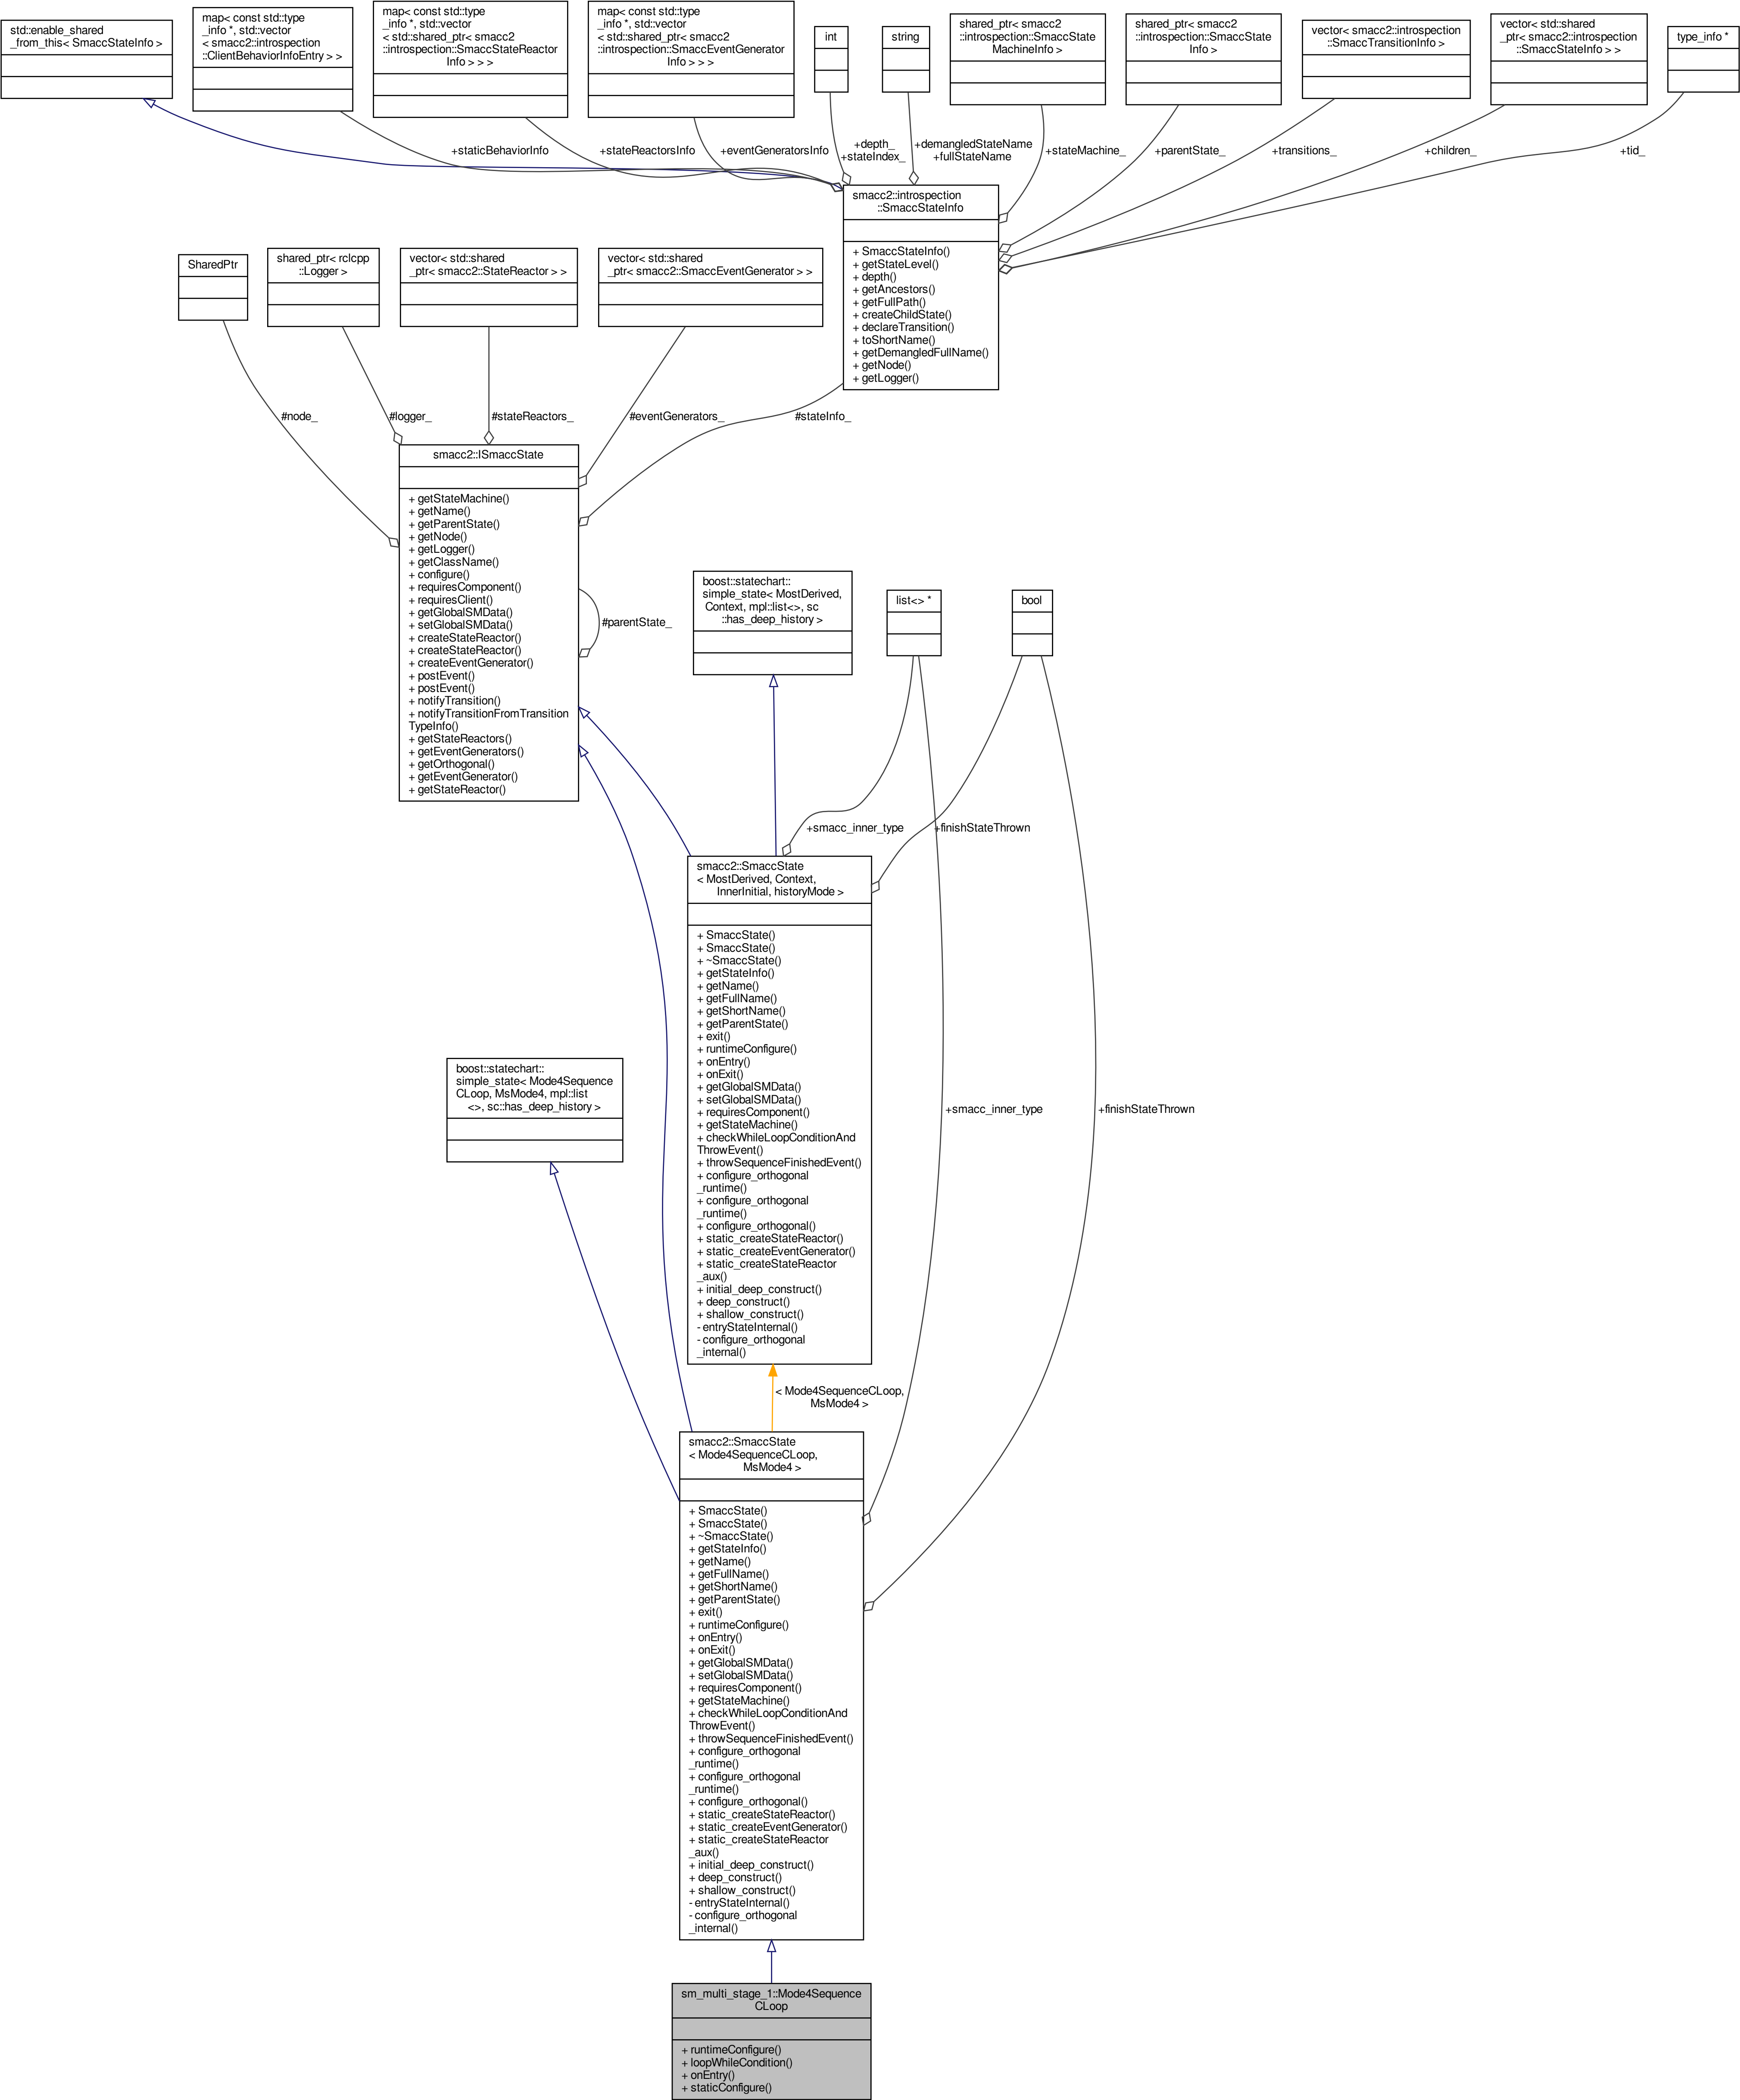 std::enable_shared
_from_this< SmaccStateInfo >
map< const std::type
_info *, std::vector
< smacc2::introspection
::ClientBehaviorInfoEntry > >
map< const std::type
_info *, std::vector
< std::shared_ptr< smacc2
::introspection::SmaccStateReactor
Info > > >
map< const std::type
_info *, std::vector
< std::shared_ptr< smacc2
::introspection::SmaccEventGenerator
Info > > >
int
string
shared_ptr< smacc2
::introspection::SmaccState
MachineInfo >
shared_ptr< smacc2
::introspection::SmaccState
Info >
vector< smacc2::introspection
::SmaccTransitionInfo >
vector< std::shared
_ptr< smacc2::introspection
::SmaccStateInfo > >
type_info *
+staticBehaviorInfo
+stateReactorsInfo
+eventGeneratorsInfo
+depth_
+stateIndex_
+demangledStateName
+fullStateName
+stateMachine_
+parentState_
+transitions_
+children_
+tid_
smacc2::introspection
::SmaccStateInfo
+ SmaccStateInfo()
+ getStateLevel()
+ depth()
+ getAncestors()
+ getFullPath()
+ createChildState()
+ declareTransition()
+ toShortName()
+ getDemangledFullName()
+ getNode()
+ getLogger()
SharedPtr
shared_ptr< rclcpp
::Logger >
vector< std::shared
_ptr< smacc2::StateReactor > >
vector< std::shared
_ptr< smacc2::SmaccEventGenerator > >
#node_
#logger_
#stateReactors_
#eventGenerators_
#stateInfo_
smacc2::ISmaccState
+ getStateMachine()
+ getName()
+ getParentState()
+ getNode()
+ getLogger()
+ getClassName()
+ configure()
+ requiresComponent()
+ requiresClient()
+ getGlobalSMData()
+ setGlobalSMData()
+ createStateReactor()
+ createStateReactor()
+ createEventGenerator()
+ postEvent()
+ postEvent()
+ notifyTransition()
+ notifyTransitionFromTransition
TypeInfo()
+ getStateReactors()
+ getEventGenerators()
+ getOrthogonal()
+ getEventGenerator()
+ getStateReactor()
#parentState_
boost::statechart::
simple_state< MostDerived,
Context, mpl::list<>, sc
::has_deep_history >
list<> *
bool
+smacc_inner_type
+finishStateThrown
smacc2::SmaccState
< MostDerived, Context,
InnerInitial, historyMode >
+ SmaccState()
+ SmaccState()
+ ~SmaccState()
+ getStateInfo()
+ getName()
+ getFullName()
+ getShortName()
+ getParentState()
+ exit()
+ runtimeConfigure()
+ onEntry()
+ onExit()
+ getGlobalSMData()
+ setGlobalSMData()
+ requiresComponent()
+ getStateMachine()
+ checkWhileLoopConditionAnd
ThrowEvent()
+ throwSequenceFinishedEvent()
+ configure_orthogonal
_runtime()
+ configure_orthogonal
_runtime()
+ configure_orthogonal()
+ static_createStateReactor()
+ static_createEventGenerator()
+ static_createStateReactor
_aux()
+ initial_deep_construct()
+ deep_construct()
+ shallow_construct()
- entryStateInternal()
- configure_orthogonal
_internal()
boost::statechart::
simple_state< Mode4Sequence
CLoop, MsMode4, mpl::list
<>, sc::has_deep_history >
+smacc_inner_type
+finishStateThrown
< Mode4SequenceCLoop,
MsMode4 >
smacc2::SmaccState
< Mode4SequenceCLoop,
MsMode4 >
+ SmaccState()
+ SmaccState()
+ ~SmaccState()
+ getStateInfo()
+ getName()
+ getFullName()
+ getShortName()
+ getParentState()
+ exit()
+ runtimeConfigure()
+ onEntry()
+ onExit()
+ getGlobalSMData()
+ setGlobalSMData()
+ requiresComponent()
+ getStateMachine()
+ checkWhileLoopConditionAnd
ThrowEvent()
+ throwSequenceFinishedEvent()
+ configure_orthogonal
_runtime()
+ configure_orthogonal
_runtime()
+ configure_orthogonal()
+ static_createStateReactor()
+ static_createEventGenerator()
+ static_createStateReactor
_aux()
+ initial_deep_construct()
+ deep_construct()
+ shallow_construct()
- entryStateInternal()
- configure_orthogonal
_internal()
sm_multi_stage_1::Mode4Sequence
CLoop
+ runtimeConfigure()
+ loopWhileCondition()
+ onEntry()
+ staticConfigure()